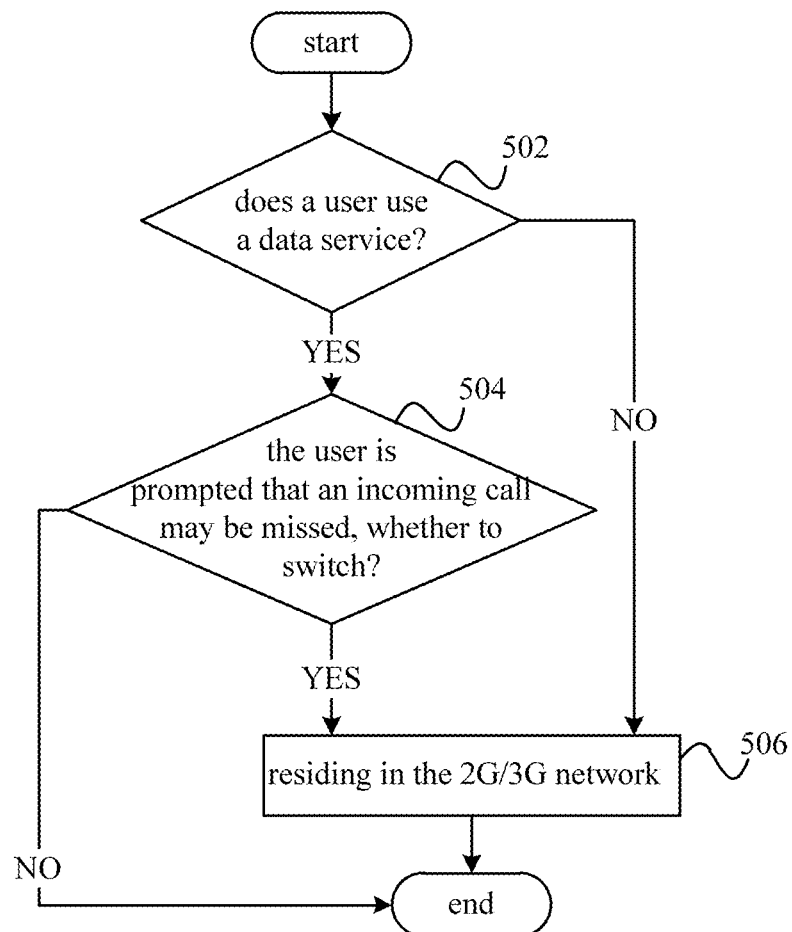 start
502
does a user use
a data service?
YES
504
the user is
prompted that an incoming call
may be missed, whether to
switch?
NO
YES
506
residing in the 2G/3G network
NO
end